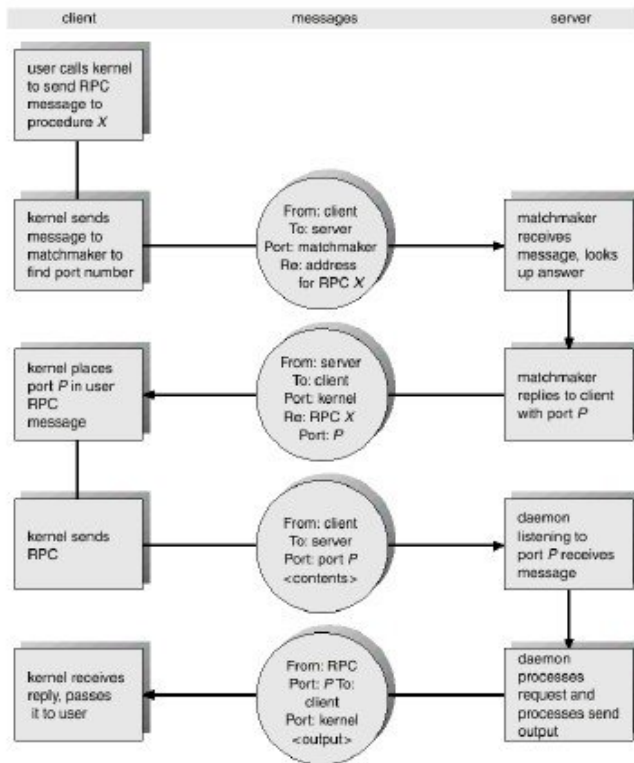 client messages server
user calls kernel
to send RPC
message to
procedure X
kernel sends
message to
matchmaker to
find port number
From: client
To: server
Port: matchmaker
Re: address
for RPC X
matchmaker
receives
message, looks
up answer
kernel places
port P in user
RPC
message
From: server
To: client
Port: kernel
Re: RPC X
Port: P
matchmaker
replies to client
with port P
kernel sends
RPC
From: client
To: server
Port: port P
<contents>
daemon
listening to
port P receives
message
kernel receives
reply, passes
it to user
From: RPC
Port: P To:
client
Port: kernel
<output>
daemon
processes
request and
processes send
output